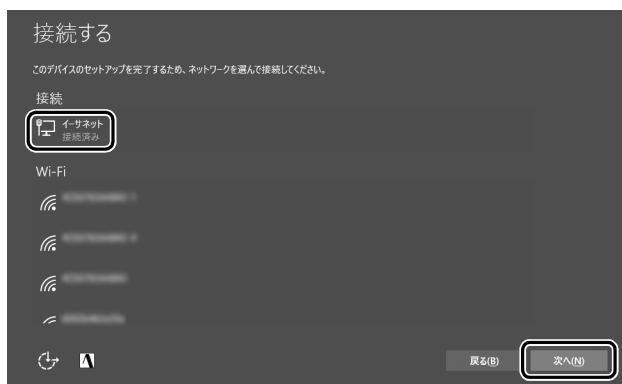 接続する
このデバイスのセットアップを完了するため、ネットワークを選んで接続してください。
接続
イーサネット
接続済み
Wi-Fi
戻る(B)
次へ(N)